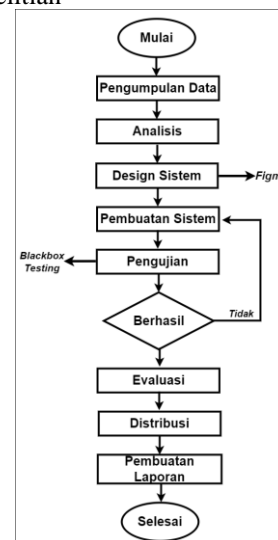 Mulai
Pengumpulan Data
Analisis
Design Sistem
Pembuatan Sistem
Blackbox
Testing
Pengujian
Berhasil
Tidak
Evaluasi
Distribusi
Pembuatan
Laporan
Selesai